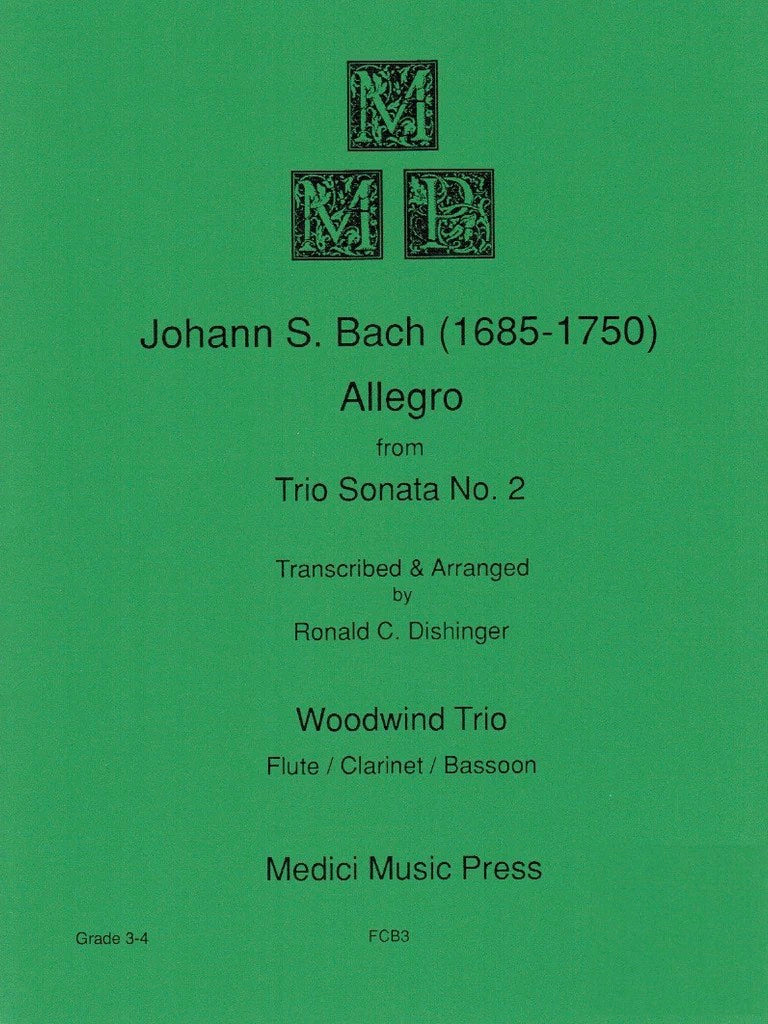 M
M P
Johann S. Bach (1685-1750)
Allegro
from
Trio Sonata No. 2
Transcribed & Arranged
by
Ronald C. Dishinger
Woodwind Trio
Flute / Clarinet / Bassoon
Medici Music Press
Grade 3-4 FCB3